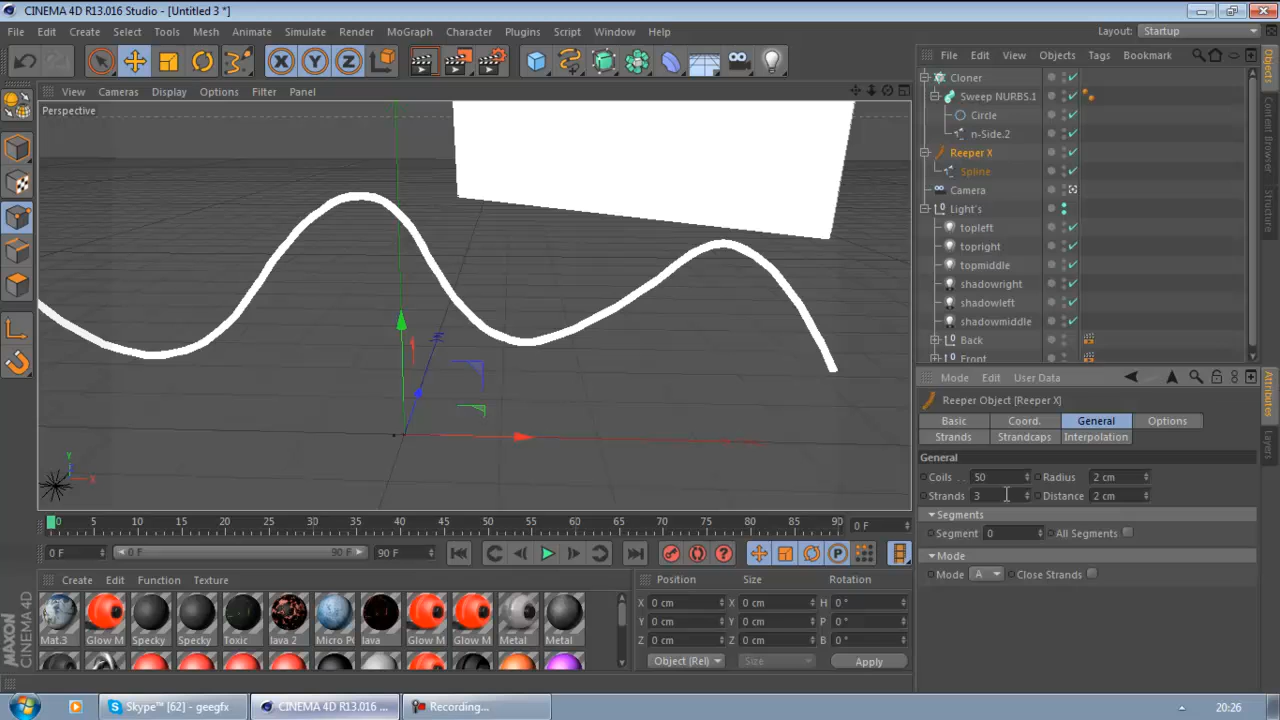 CINEMA 4D R13.016 Studio - [Untitled 3 *]
File Edit Create Select Tools Mesh Animate Simulate Render MoGraph Character Plugins Script Window Help Layout: Startup
X Y Z
View Cameras Display Options Filter Panel
Perspective
Y
X
0 5 10 15 20 25 30 35 40 45 50 55 60 65 70 75 80 85 90 0 F
0 F 0 F 90 F 90 F P
Create Edit Function Texture
Mat.3 Glow M Specky Specky Toxic lava 2 Micro P lava Glow M Glow M Metal Metal
Position Size Rotation
X 0 cm X 0 cm H 0 °
Y 0 cm Y 0 cm P 0 °
Z 0 cm Z 0 cm B 0 °
Object (Rel) Size Apply
MAXON CINEMA 4D
File Edit View Objects Tags Bookmark
Cloner
Sweep NURBS.1
Circle
n-Side.2
Reeper X
Spline
Camera
Light's
topleft
topright
topmiddle
shadowright
shadowleft
shadowmiddle
Back
Front
Objects
Content Browser
Structure
Mode Edit User Data
Reeper Object [Reeper X]
Basic Coord. General Options
Strands Strandcaps Interpolation
General
Coils . . 50 Radius 2 cm
Strands 3 Distance 2 cm
Segments
Segment 0 All Segments
Mode
Mode A Close Strands
Attributes
Layers
Skype™ [62] - geegfx CINEMA 4D R13.016 ... Recording... 20:26